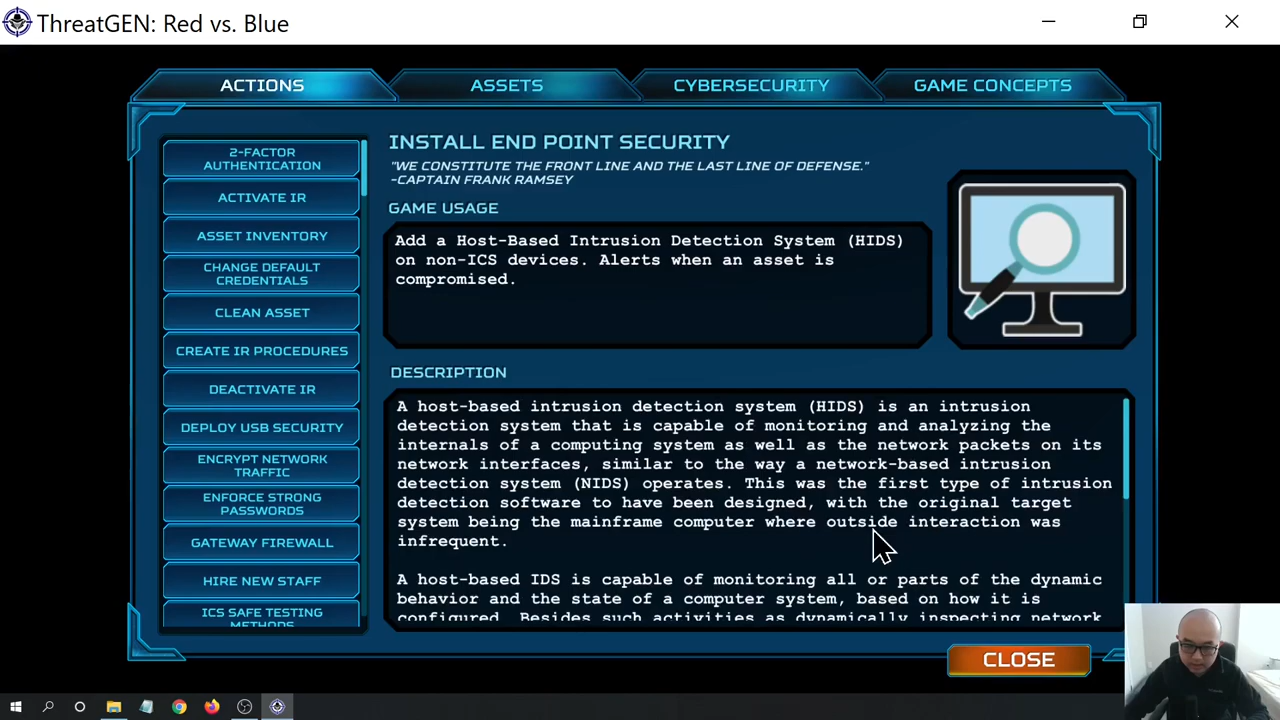 ThreatGEN: Red vs. Blue
ACTIONS
ASSETS
CYBERSECURITY
GAME CONCEPTS
2-FACTOR
AUTHENTICATION
ACTIVATE IR
ASSET INVENTORY
CHANGE DEFAULT
CREDENTIALS
CLEAN ASSET
CREATE IR PROCEDURES
DEACTIVATE IR
DEPLOY USB SECURITY
ENCRYPT NETWORK
TRAFFIC
ENFORCE STRONG
PASSWORDS
GATEWAY FIREWALL
HIRE NEW STAFF
ICS SAFE TESTING
METHODS
INSTALL END POINT SECURITY
"WE CONSTITUTE THE FRONT LINE AND THE LAST LINE OF DEFENSE."
-CAPTAIN FRANK RAMSEY
GAME USAGE
Add a Host-Based Intrusion Detection System (HIDS)
on non-ICS devices. Alerts when an asset is
compromised.
DESCRIPTION
A host-based intrusion detection system (HIDS) is an intrusion
detection system that is capable of monitoring and analyzing the
internals of a computing system as well as the network packets on its
network interfaces, similar to the way a network-based intrusion
detection system (NIDS) operates. This was the first type of intrusion
detection software to have been designed, with the original target
system being the mainframe computer where outside interaction was
infrequent.
A host-based IDS is capable of monitoring all or parts of the dynamic
behavior and the state of a computer system, based on how it is
configured. Besides such activities as dynamically inspecting network
CLOSE